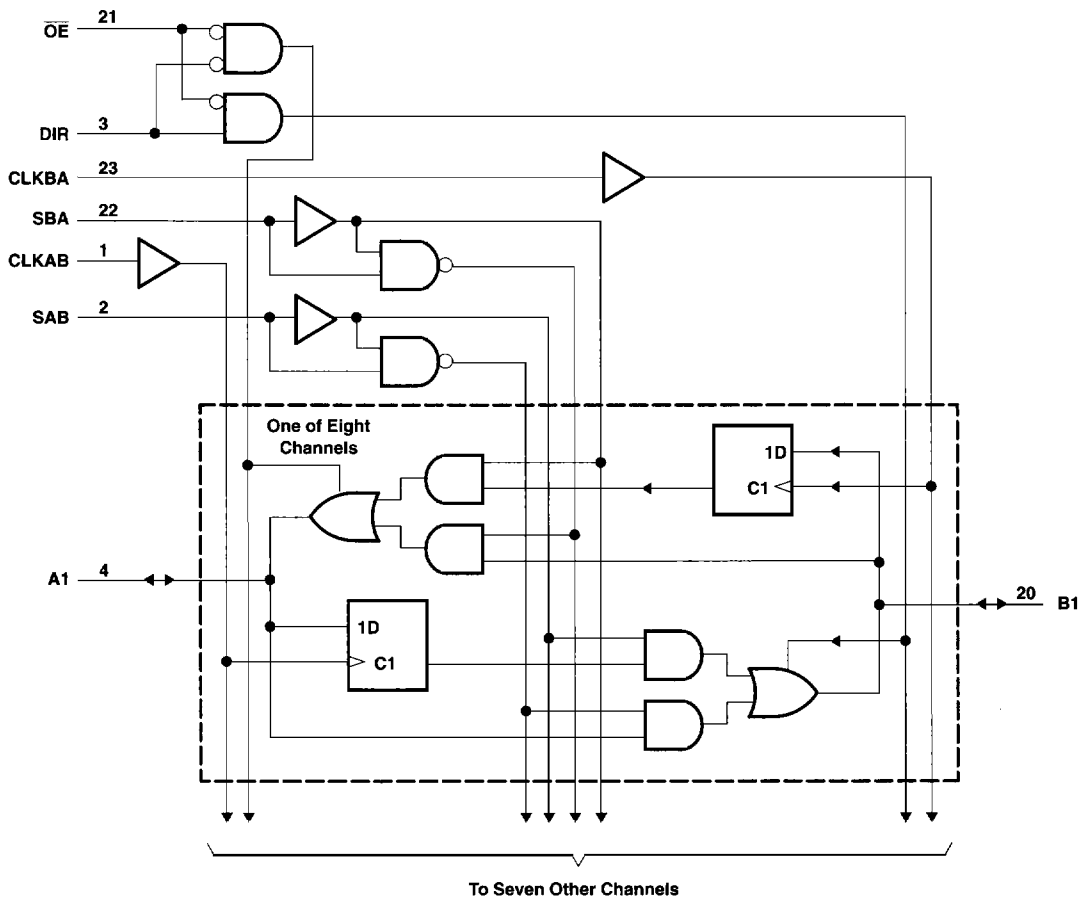 OE 21
DIR 3
CLKBA 23
SBA 22
CLKAB 1
SAB 2
One of Eight
Channels
1D
C1
A1 4
1D
C1
20 B1
To Seven Other Channels